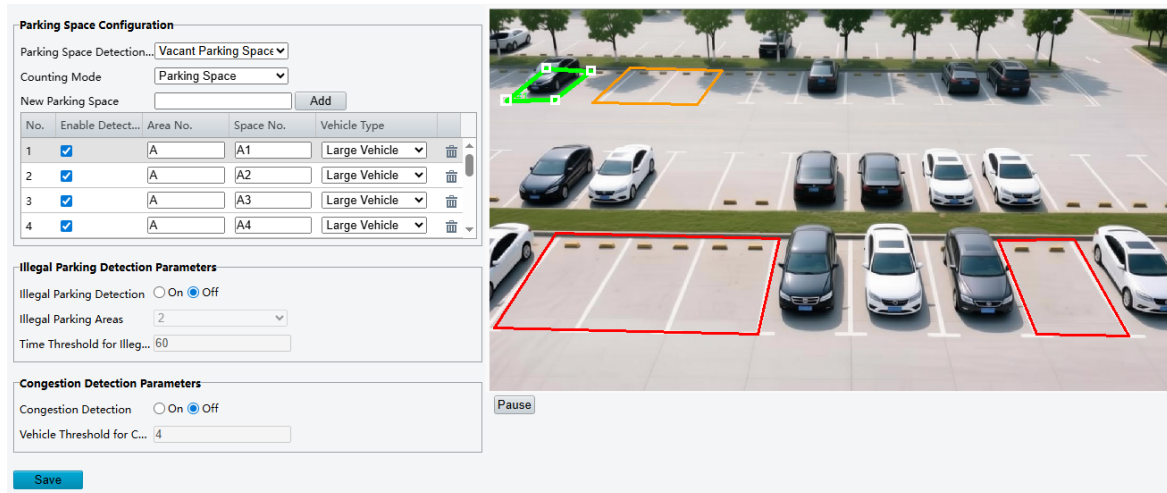 Parking Space Configuration
Parking Space Detection... Vacant Parking Space
Counting Mode Parking Space
New Parking Space Add
No. Enable Detect... Area No. Space No. Vehicle Type
1 A A1 Large Vehicle
2 A A2 Large Vehicle
3 A A3 Large Vehicle
4 A A4 Large Vehicle
Illegal Parking Detection Parameters
Illegal Parking Detection On Off
Illegal Parking Areas 2
Time Threshold for Illeg... 60
Congestion Detection Parameters
Congestion Detection On Off
Vehicle Threshold for C... 4
Save
Pause